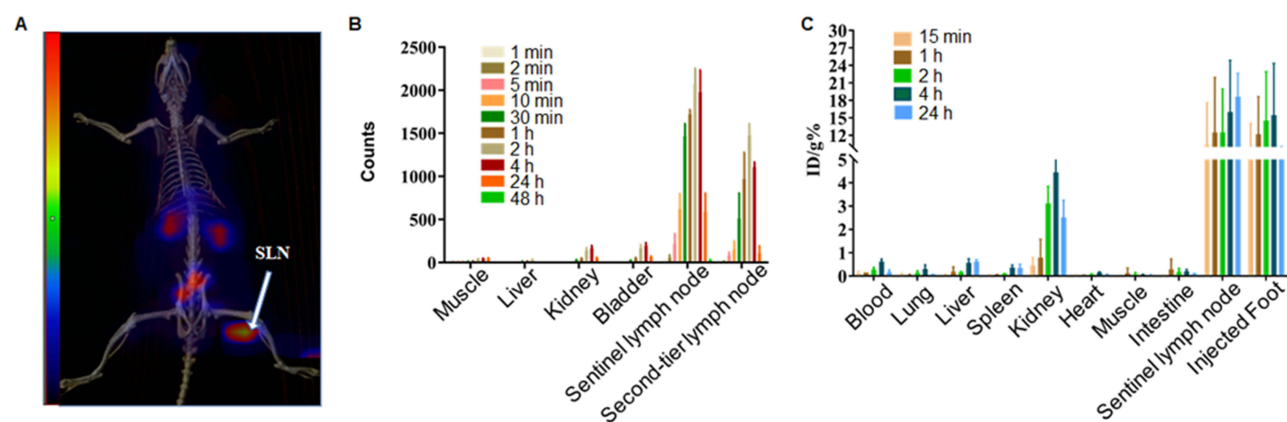 A
SLN
B
Counts
2500
2000
1500
1000
500
0
1 min
2 min
5 min
10 min
30 min
1 h
2 h
4 h
24 h
48 h
Muscle
Liver
Kidney
Bladder
Sentinel lymph node
Second-tier lymph node
C
ID/g%
30
27
24
21
18
15
12
5
4
3
2
1
0
15 min
1 h
2 h
4 h
24 h
Blood
Lung
Liver
Spleen
Kidney
Heart
Muscle
Intestine
Sentinel lymph node
Injected Foot